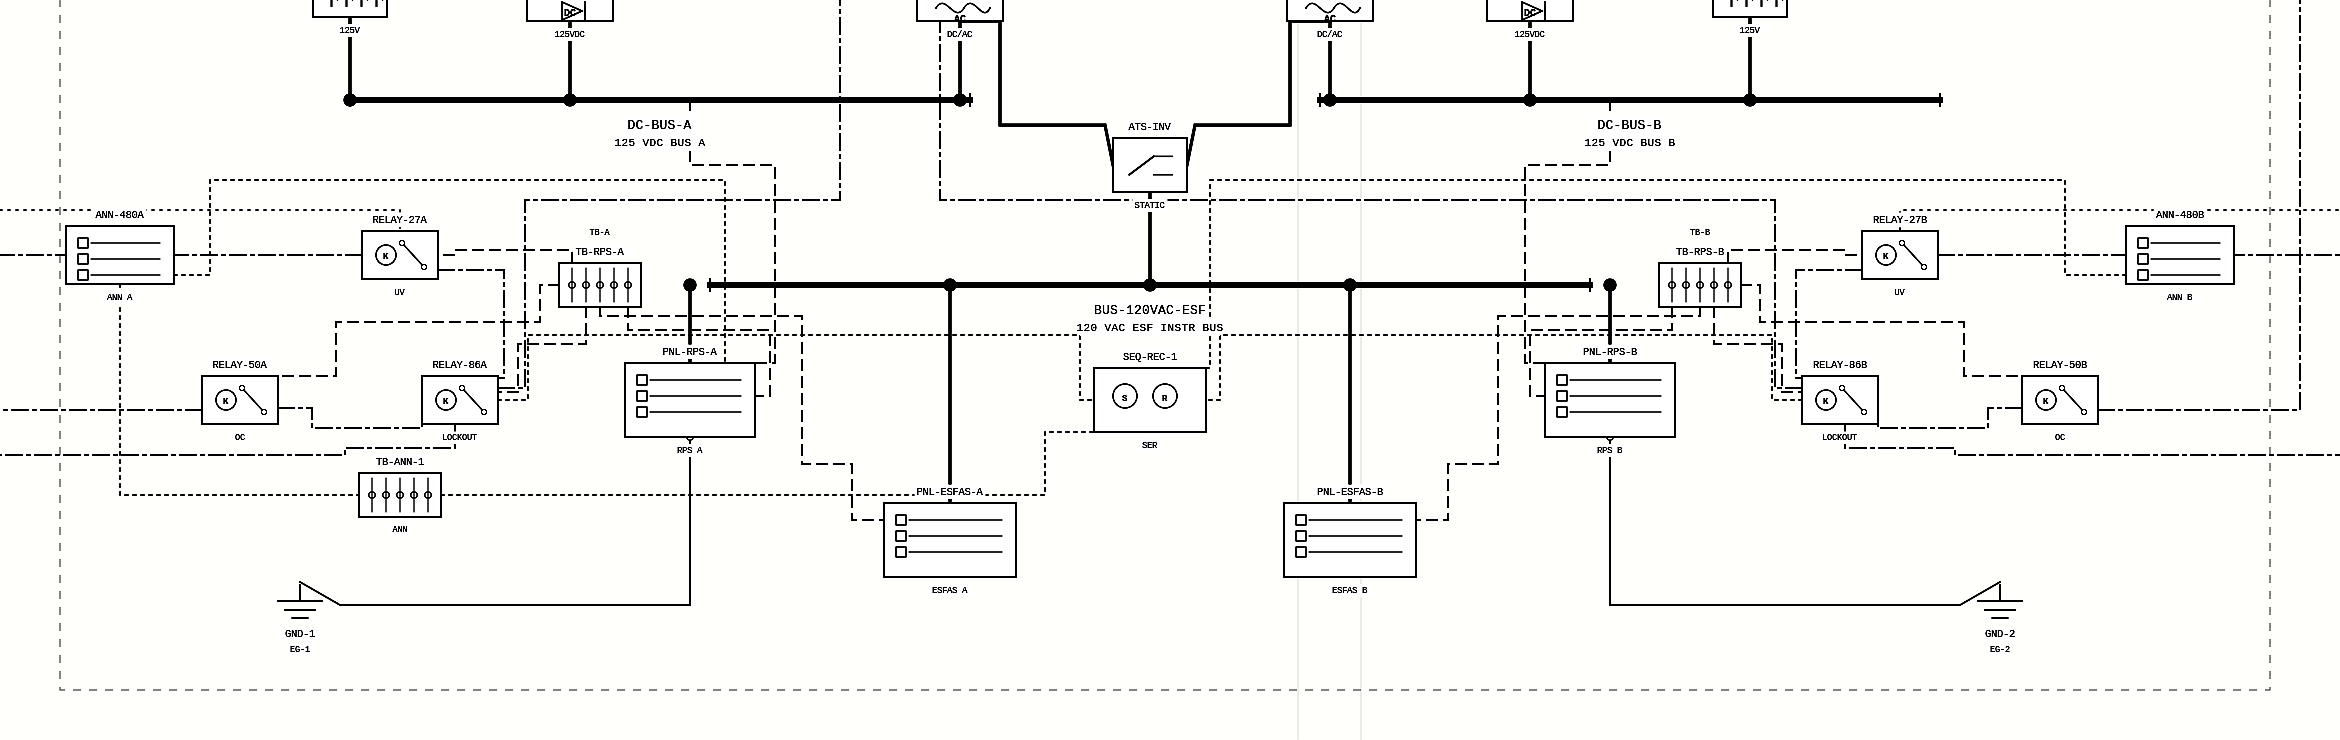 DC
DC
AC
AC
125V
125VDC
DC/AC
DC/AC
125VDC
125V
DC-BUS-A
125 VDC BUS A
ATS-INV
DC-BUS-B
125 VDC BUS B
STATIC
ANN-480A
RELAY-27A
TB-A
TB-RPS-A
TB-B
TB-RPS-B
RELAY-27B
ANN-480B
K
K
ANN A
UV
UV
ANN B
BUS-120VAC-ESF
120 VAC ESF INSTR BUS
PNL-RPS-A
SEQ-REC-1
PNL-RPS-B
RELAY-50A
RELAY-86A
RELAY-86B
RELAY-50B
K
K
S
R
K
K
OC
LOCKOUT
SER
LOCKOUT
OC
RPS A
RPS B
TB-ANN-1
PNL-ESFAS-A
PNL-ESFAS-B
ANN
ESFAS A
ESFAS B
GND-1
EG-1
GND-2
EG-2